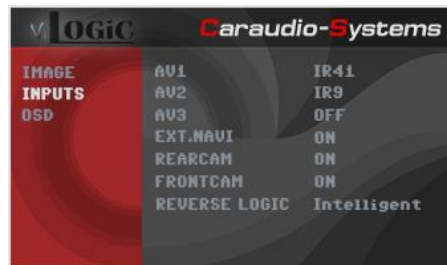 v.LOGiC Caraudio-Systems
IMAGE AV1 IR41
INPUTS AV2 IR9
OSD AV3 OFF
EXT.NAVI ON
REARCAM ON
FRONTCAM ON
REVERSE LOGIC Intelligent